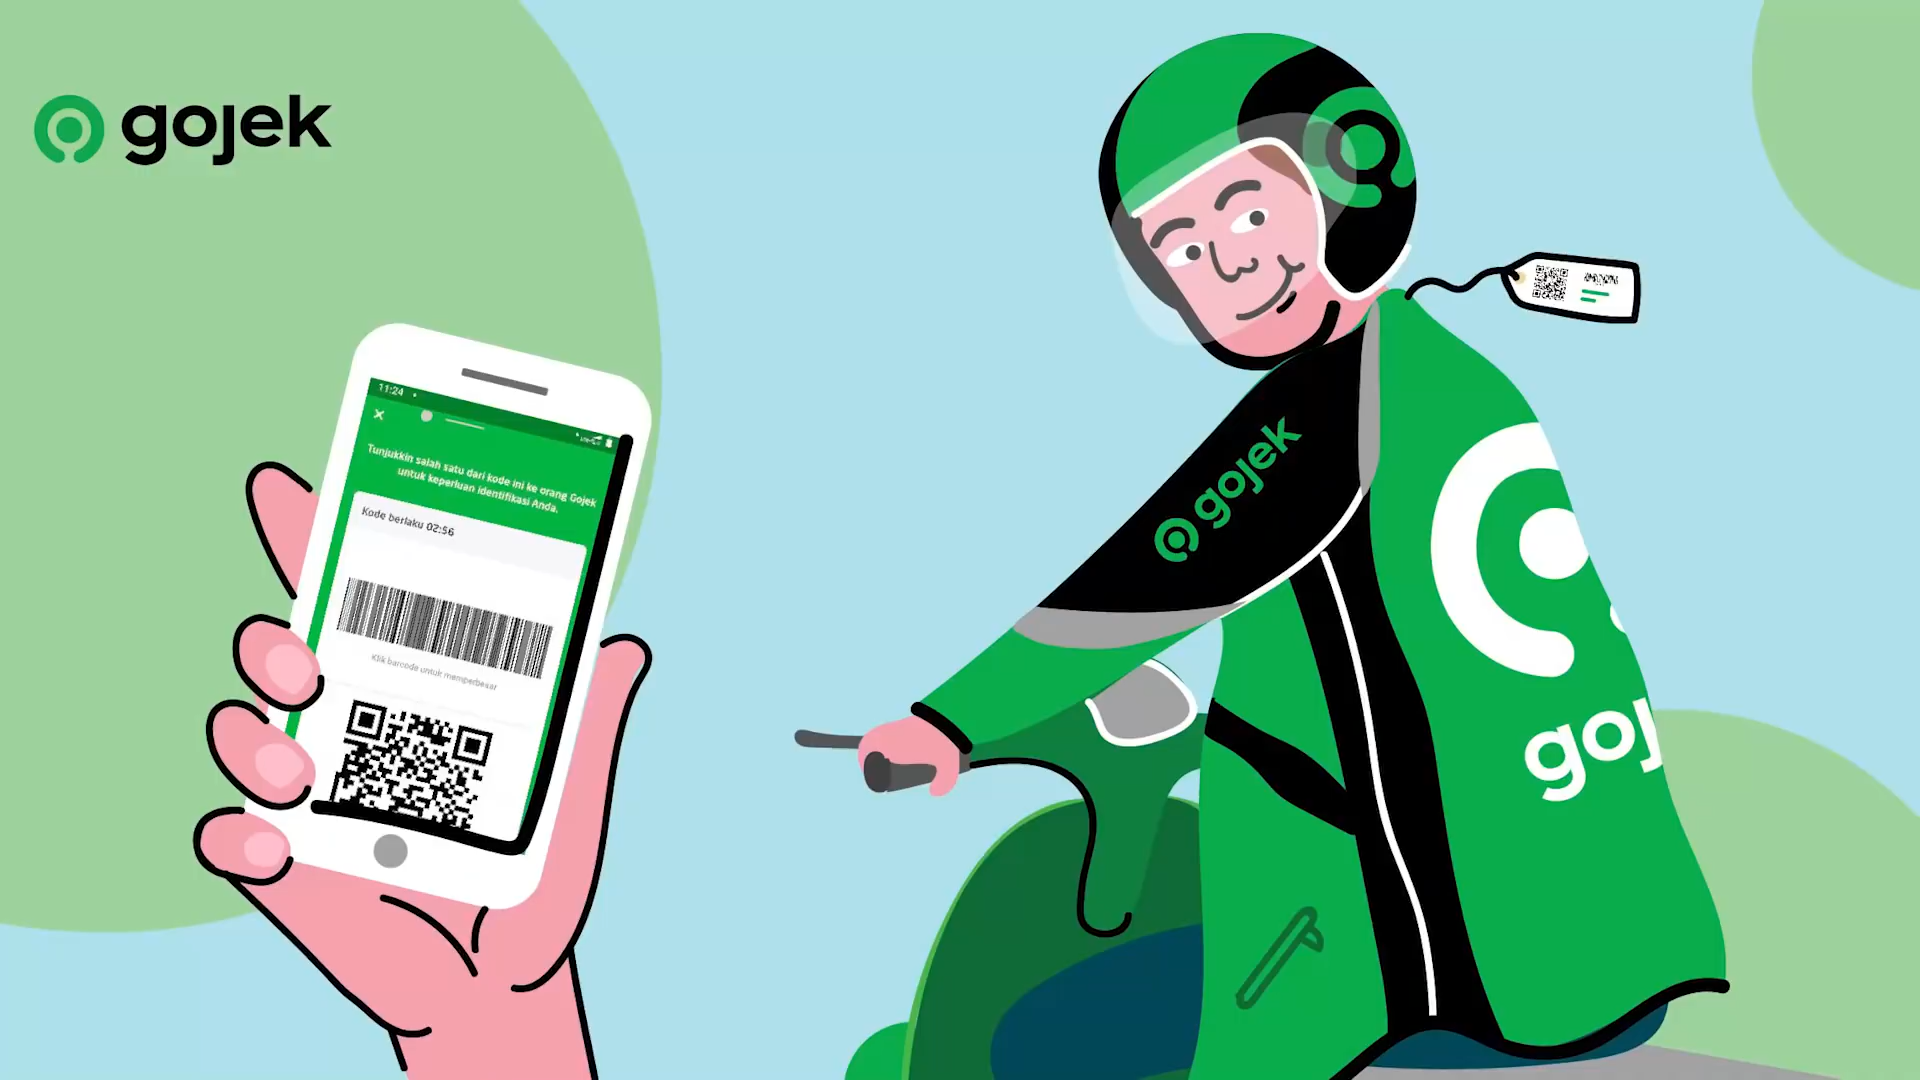 gojek
11:24
Tunjukkin salah satu dari kode ini ke orang Gojek
untuk keperluan identifikasi Anda.
Kode berlaku 02:56
Klik barcode untuk memperbesar
gojek
goj